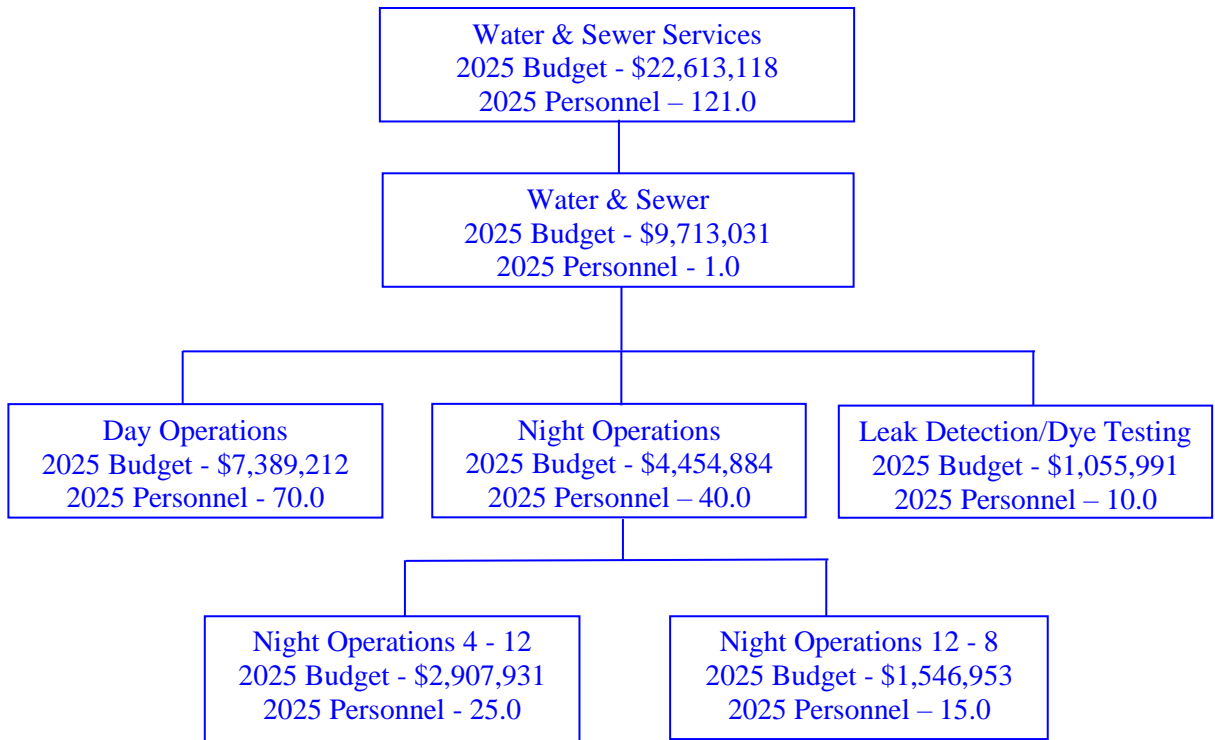 Water & Sewer Services
2025 Budget - $22,613,118
2025 Personnel – 121.0
Water & Sewer
2025 Budget - $9,713,031
2025 Personnel - 1.0
Day Operations
2025 Budget - $7,389,212
2025 Personnel - 70.0
Night Operations
2025 Budget - $4,454,884
2025 Personnel – 40.0
Leak Detection/Dye Testing
2025 Budget - $1,055,991
2025 Personnel – 10.0
Night Operations 4 - 12
2025 Budget - $2,907,931
2025 Personnel - 25.0
Night Operations 12 - 8
2025 Budget - $1,546,953
2025 Personnel – 15.0